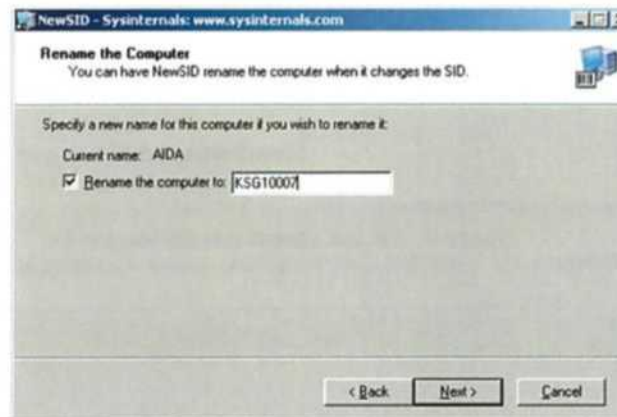 NewSID - Sysinternals: www.sysinternals.com
Rename the Computer
You can have NewSID rename the computer when it changes the SID.
Specify a new name for this computer if you wish to rename it:
Current name: AIDA
Rename the computer to: KSG10007
< Back
Next >
Cancel